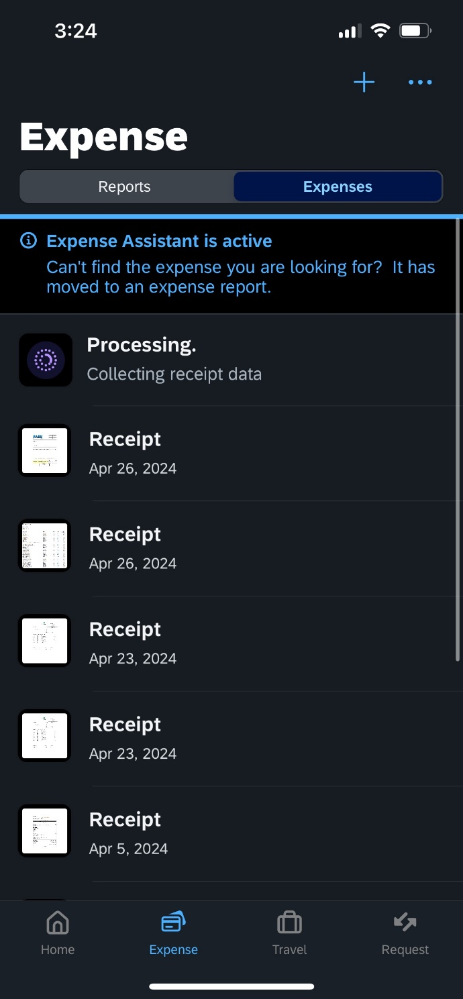 3:24
Expense
Reports
Expenses
Expense Assistant is active
Can't find the expense you are looking for?  It has
moved to an expense report.
Processing.
Collecting receipt data
Receipt
Apr 26, 2024
Receipt
Apr 26, 2024
Receipt
Apr 23, 2024
Receipt
Apr 23, 2024
Receipt
Apr 5, 2024
Home
Expense
Travel
Request